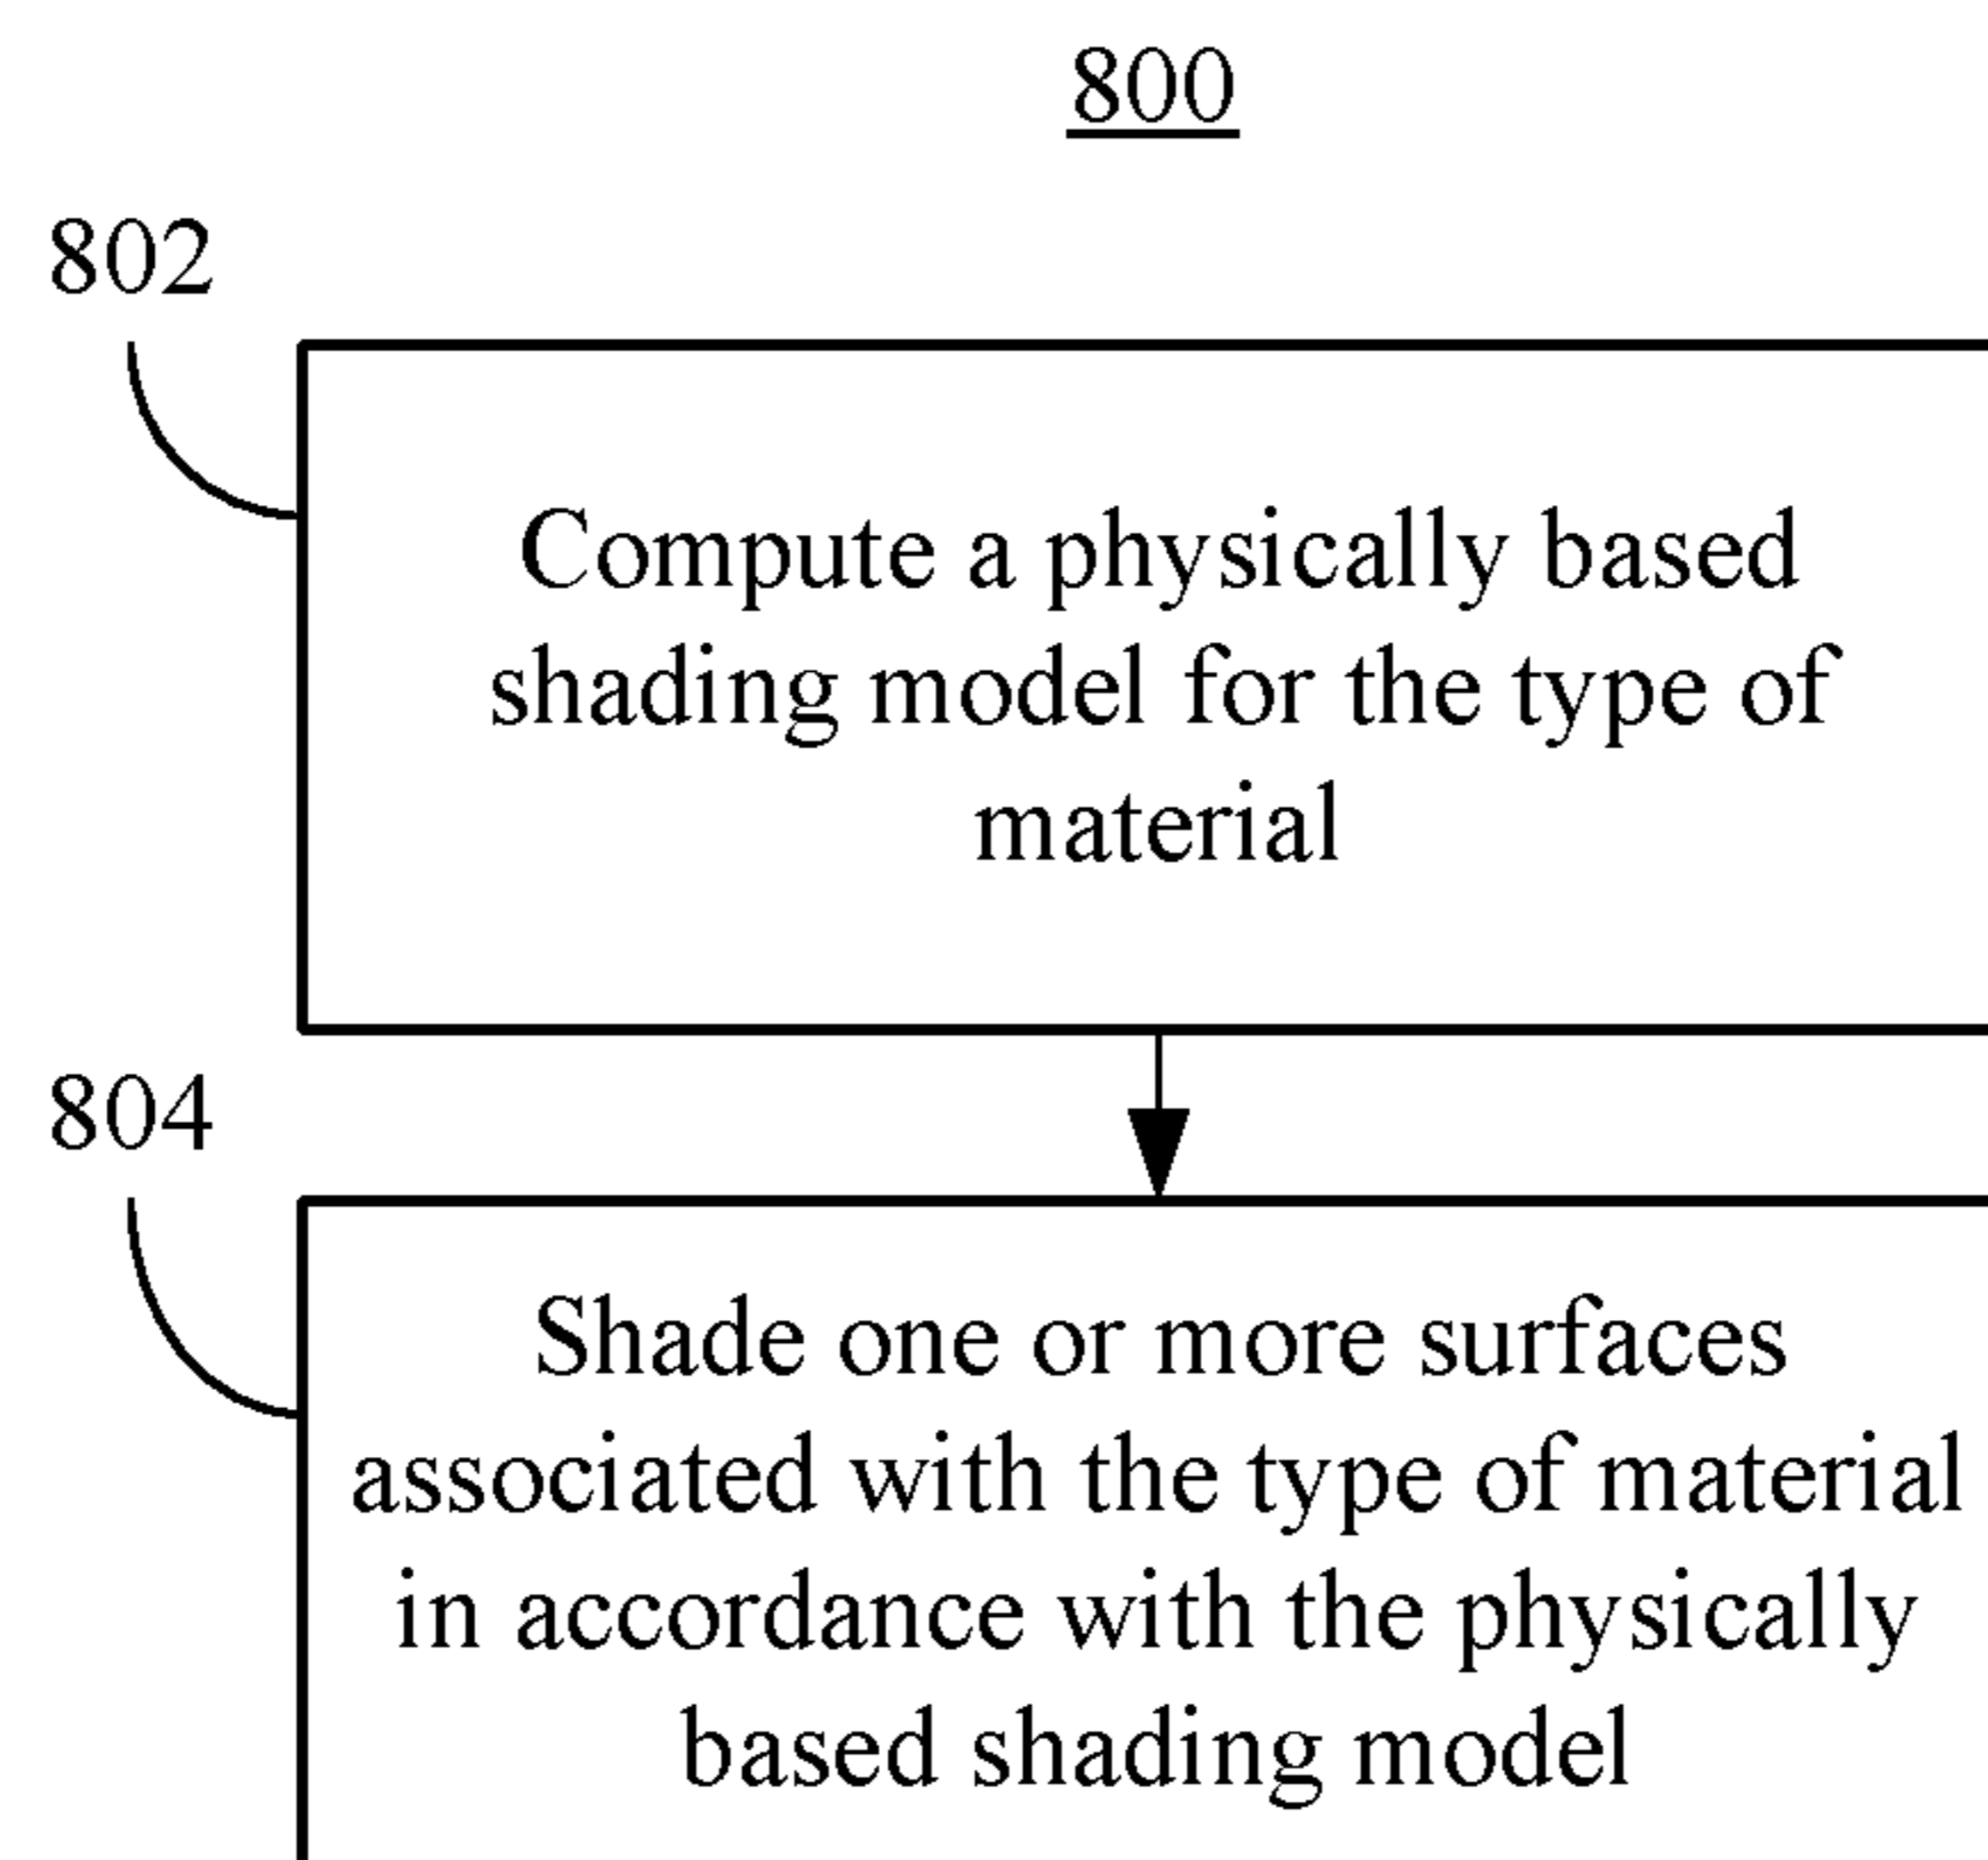 800
802
Compute a physically based
shading model for the type of
material
804
Shade one or more surfaces
associated with the type of material
in accordance with the physically
based shading model